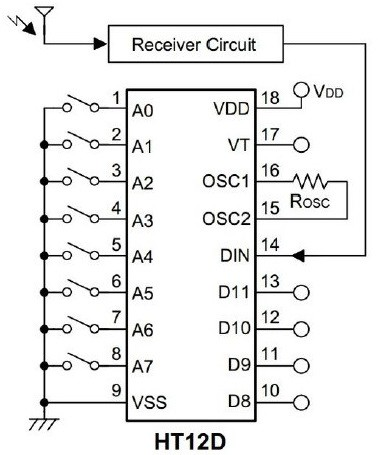 Receiver Circuit
1 A0 VDD 18 VDD
2 A1 VT 17
3 A2 OSC1 16
ROSC
4 A3 OSC2 15
5 A4 DIN 14
6 A5 D11 13
7 A6 D10 12
8 A7 D9 11
9 VSS D8 10
HT12D